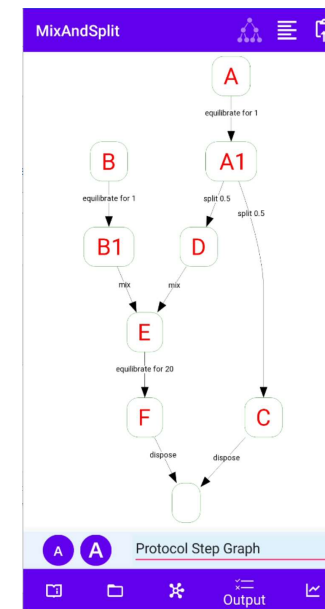 MixAndSplit
A
equilibrate for 1
B
A1
equilibrate for 1
split 0.5
split 0.5
B1
D
mix
mix
E
equilibrate for 20
F
C
dispose
dispose
A
A
Protocol Step Graph
Output